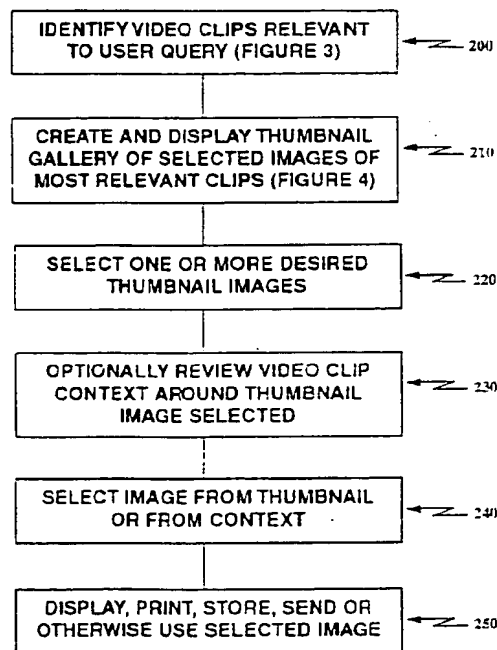 IDENTIFY VIDEO CLIPS RELEVANT
TO USER QUERY (FIGURE 3)
200
CREATE AND DISPLAY THUMBNAIL
GALLERY OF SELECTED IMAGES OF
MOST RELEVANT CLIPS (FIGURE 4)
210
SELECT ONE OR MORE DESIRED
THUMBNAIL IMAGES
220
OPTIONALLY REVIEW VIDEO CLIP
CONTEXT AROUND THUMBNAIL
IMAGE SELECTED
230
SELECT IMAGE FROM THUMBNAIL
OR FROM CONTEXT
240
DISPLAY, PRINT, STORE, SEND OR
OTHERWISE USE SELECTED IMAGE
250